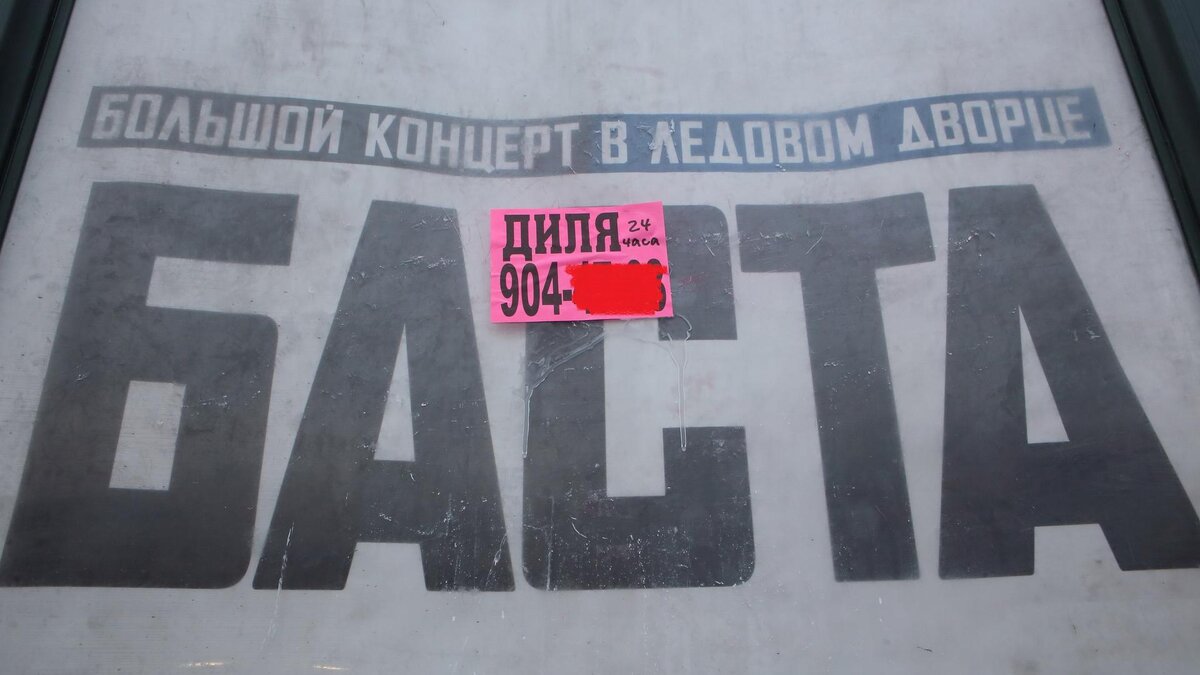 БОЛЬШОЙ КОНЦЕРТ В ЛЕДОВОМ ДВОРЦЕ
БАСТА
ДИЛЯ 24 часа
904-